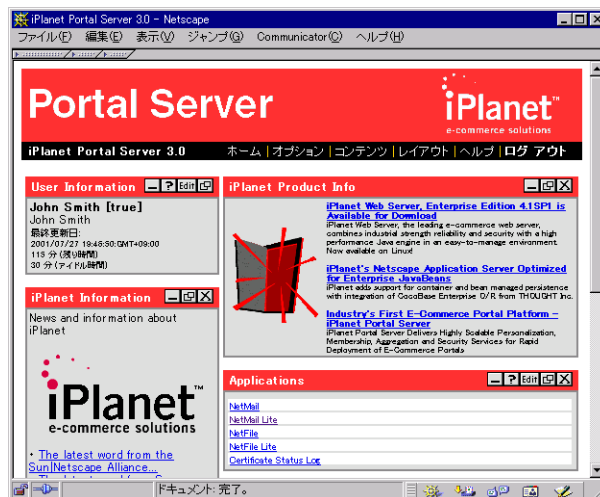 iPlanet Portal Server 3.0 - Netscape
ファイル(F) 編集(E) 表示(V) ジャンプ(G) Communicator(C) ヘルプ(H)
Portal Server
iPlanet™
e-commerce solutions
iPlanet Portal Server 3.0
ホーム | オプション | コンテンツ | レイアウト | ヘルプ | ログ アウト
User Information
? Edit
John Smith [true]
John Smith
最終更新日:
2001/07/27 19:48:50:GMT+09:00
113 分 (残り時間)
30 分 (アイドル時間)
iPlanet Information
News and information about
iPlanet
iPlanet™
e-commerce solutions
The latest word from the
Sun|Netscape Alliance...
iPlanet Product Info
iPlanet Web Server, Enterprise Edition 4.1SP1 is
Available for Download
iPlanet Web Server, the leading e-commerce web server,
combines industrial strength reliability and security with a high
performance Java engine in an easy-to-manage environment.
Now available on Linux!
iPlanet's Netscape Application Server Optimized
for Enterprise JavaBeans
iPlanet adds support for container and bean managed persistence
with integration of CocoBase Enterprise O/R from THOUGHT Inc.
Industry's First E-Commerce Portal Platform -
iPlanet Portal Server
iPlanet Portal Server Delivers Highly Scalable Personalization,
Membership, Aggregation and Security Services for Rapid
Deployment of E-Commerce Portals
Applications
? Edit
NetMail
NetMail Lite
NetFile
NetFile Lite
Certificate Status Log
ドキュメント: 完了。